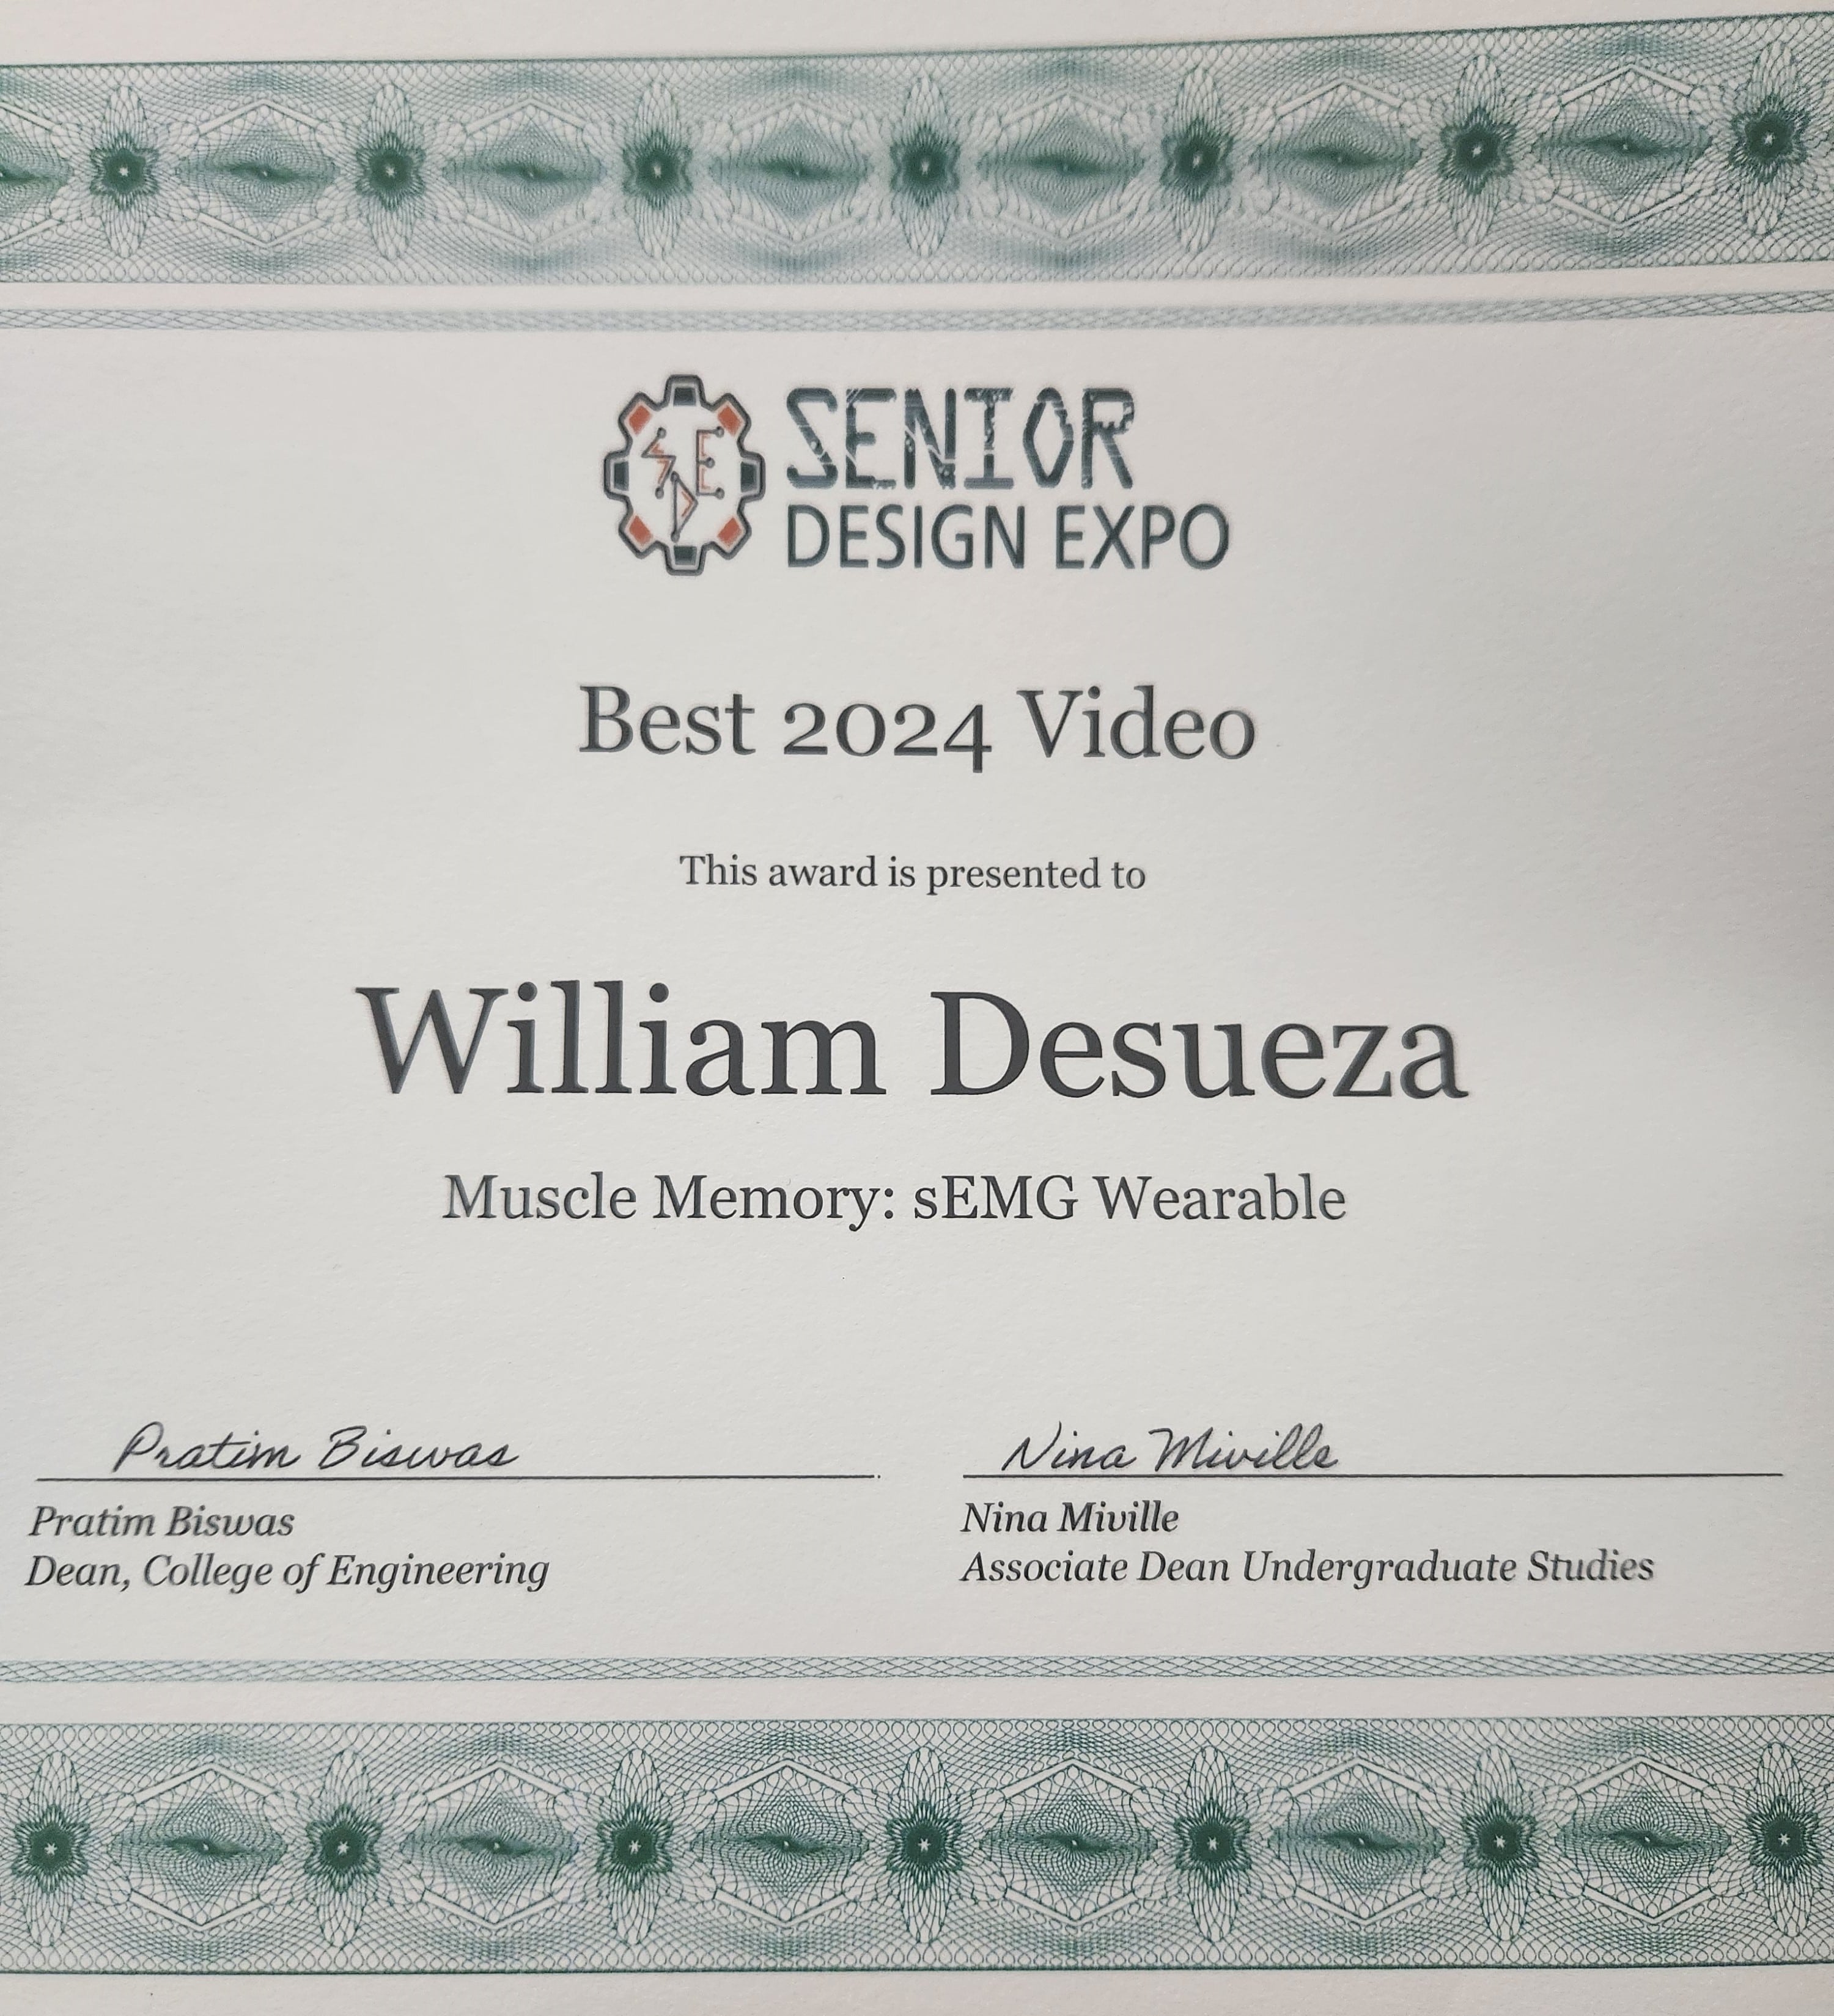 SDE
SENIOR
DESIGN EXPO
Best 2024 Video
This award is presented to
William Desueza
Muscle Memory: sEMG Wearable
Pratim Biswas
Nina Miville
Pratim Biswas
Dean, College of Engineering
Nina Miville
Associate Dean Undergraduate Studies